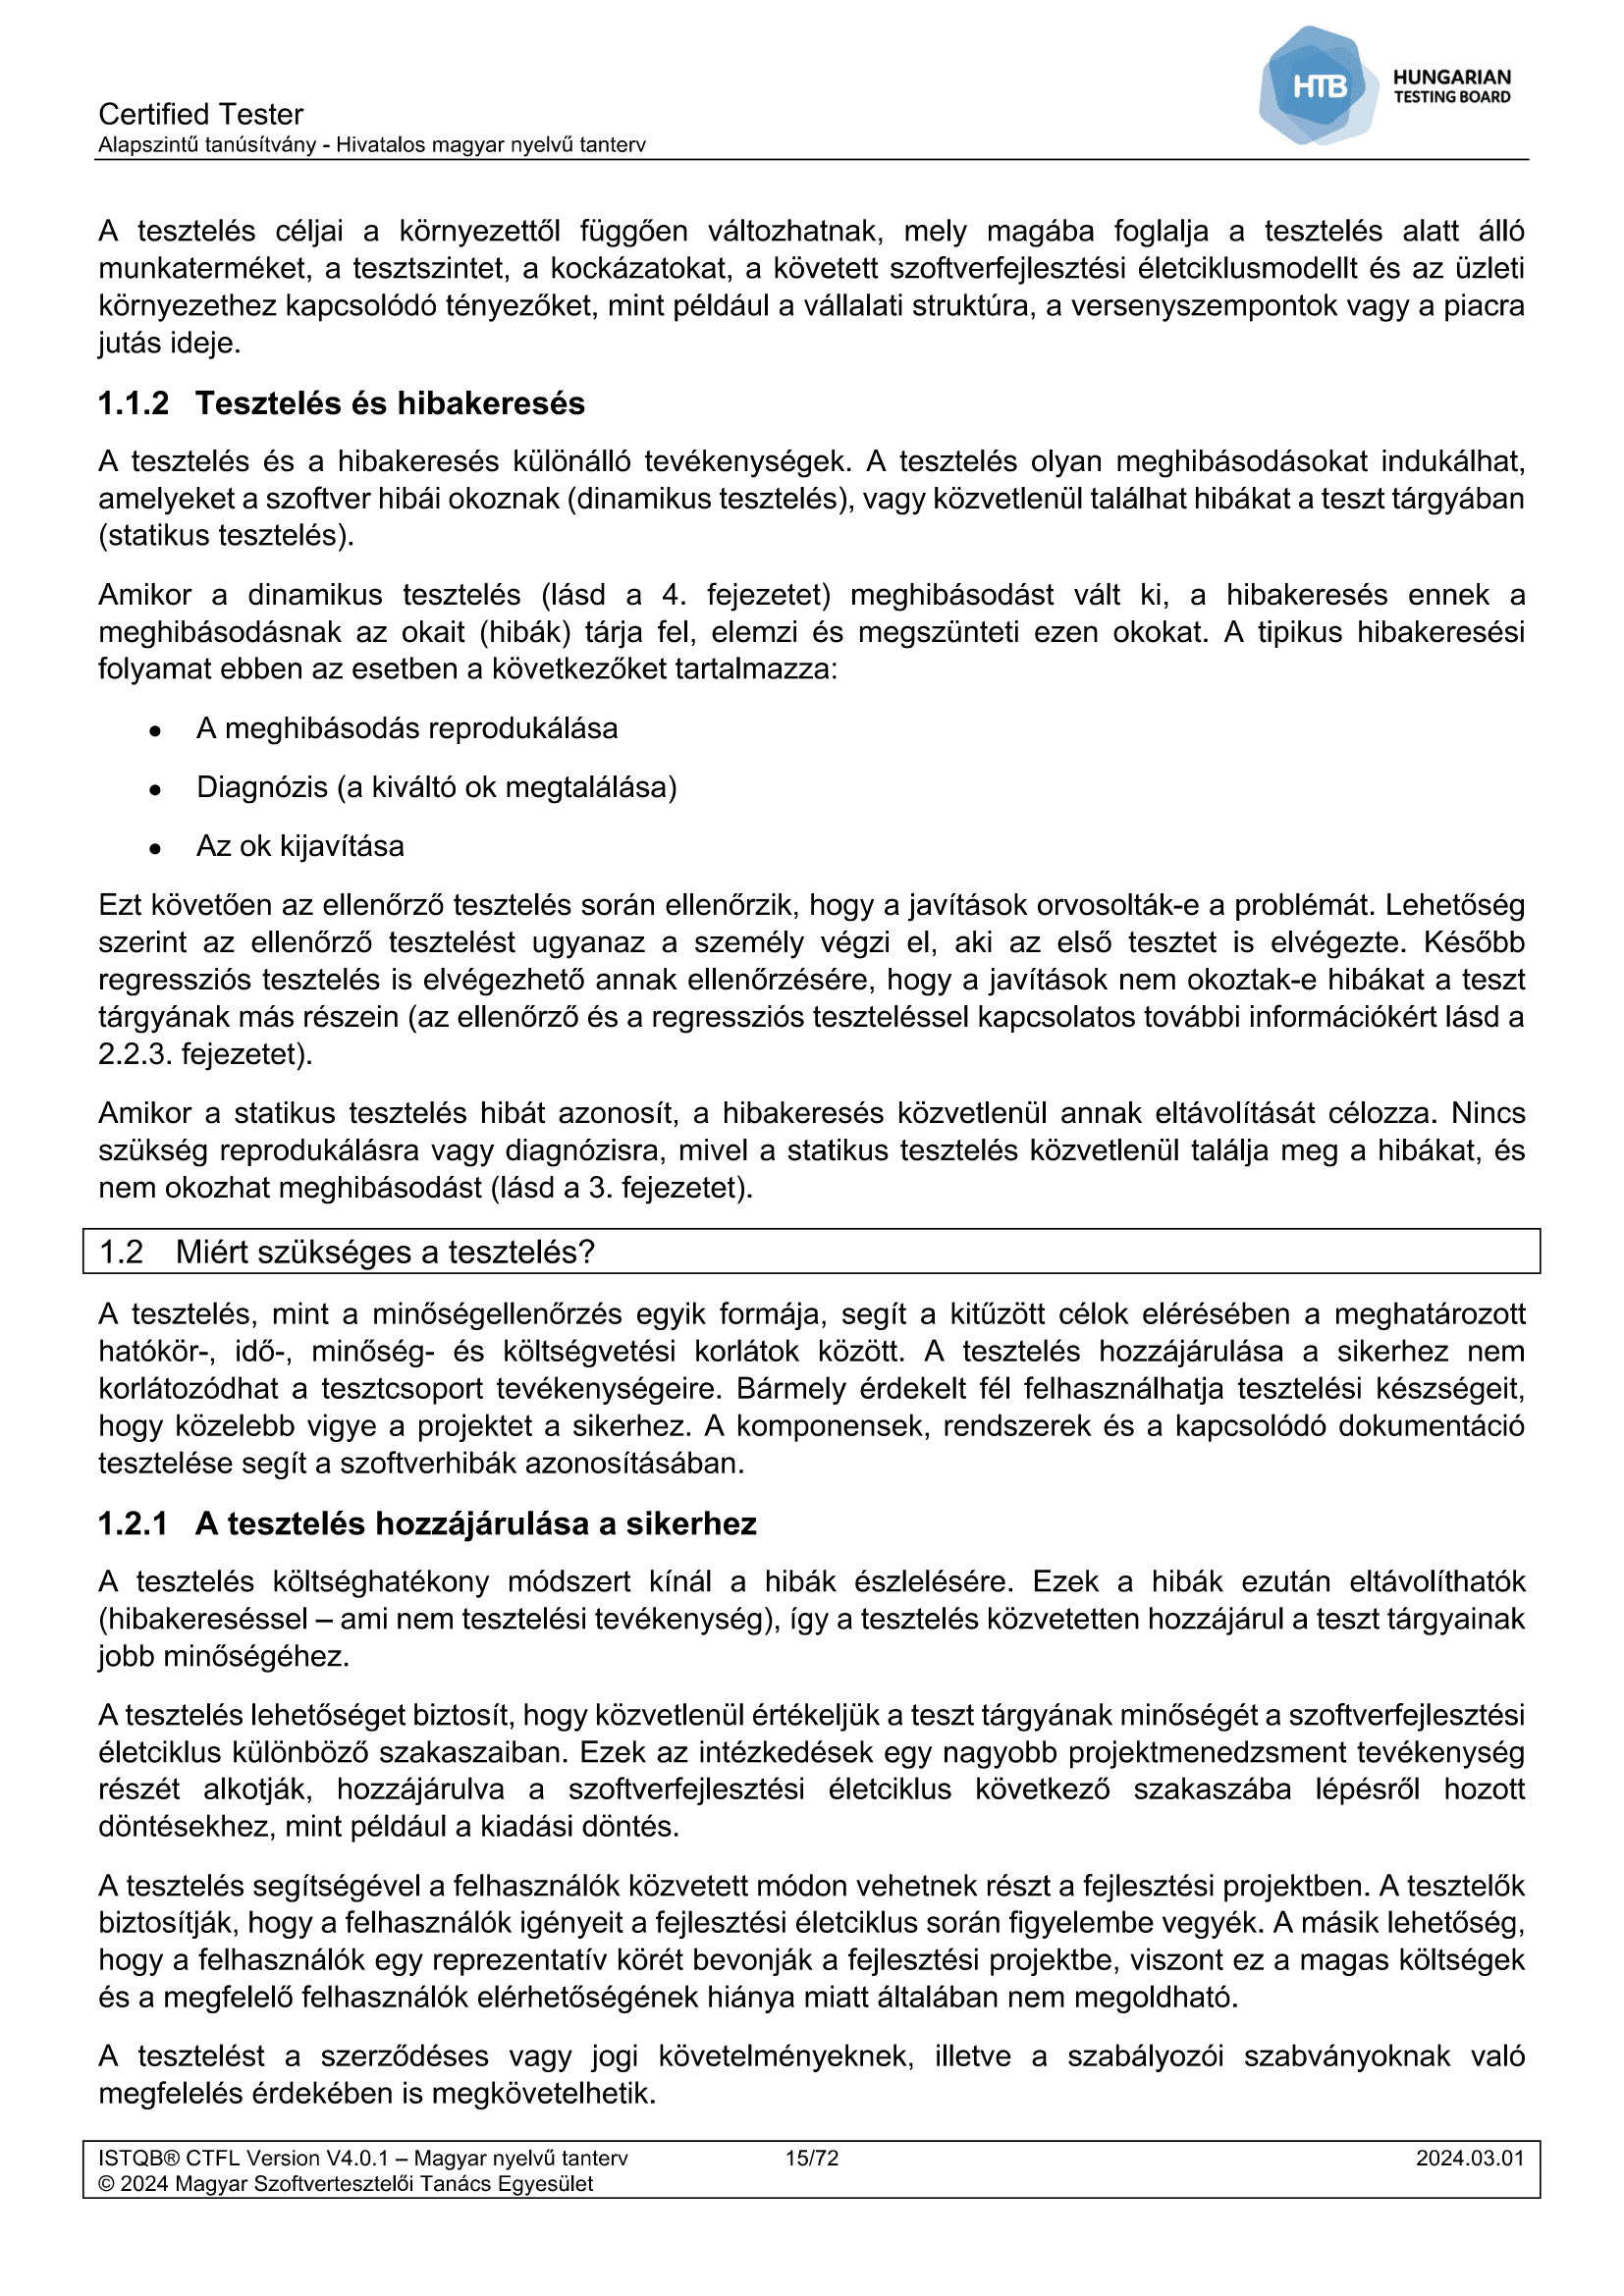 HTB
HUNGARIAN
TESTING BOARD
Certified Tester
Alapszintű tanúsítvány - Hivatalos magyar nyelvű tanterv
A tesztelés céljai a környezettől függően változhatnak, mely magába foglalja a tesztelés alatt álló
munkaterméket, a tesztszintet, a kockázatokat, a követett szoftverfejlesztési életciklusmodellt és az üzleti
környezethez kapcsolódó tényezőket, mint például a vállalati struktúra, a versenyszempontok vagy a piacra
jutás ideje.
1.1.2 Tesztelés és hibakeresés
A tesztelés és a hibakeresés különálló tevékenységek. A tesztelés olyan meghibásodásokat indukálhat,
amelyeket a szoftver hibái okoznak (dinamikus tesztelés), vagy közvetlenül találhat hibákat a teszt tárgyában
(statikus tesztelés).
Amikor a dinamikus tesztelés (lásd a 4. fejezetet) meghibásodást vált ki, a hibakeresés ennek a
meghibásodásnak az okait (hibák) tárja fel, elemzi és megszünteti ezen okokat. A tipikus hibakeresési
folyamat ebben az esetben a következőket tartalmazza:
● A meghibásodás reprodukálása
● Diagnózis (a kiváltó ok megtalálása)
● Az ok kijavítása
Ezt követően az ellenőrző tesztelés során ellenőrzik, hogy a javítások orvosolták-e a problémát. Lehetőség
szerint az ellenőrző tesztelést ugyanaz a személy végzi el, aki az első tesztet is elvégezte. Később
regressziós tesztelés is elvégezhető annak ellenőrzésére, hogy a javítások nem okoztak-e hibákat a teszt
tárgyának más részein (az ellenőrző és a regressziós teszteléssel kapcsolatos további információkért lásd a
2.2.3. fejezetet).
Amikor a statikus tesztelés hibát azonosít, a hibakeresés közvetlenül annak eltávolítását célozza. Nincs
szükség reprodukálásra vagy diagnózisra, mivel a statikus tesztelés közvetlenül találja meg a hibákat, és
nem okozhat meghibásodást (lásd a 3. fejezetet).
1.2 Miért szükséges a tesztelés?
A tesztelés, mint a minőségellenőrzés egyik formája, segít a kitűzött célok elérésében a meghatározott
hatókör-, idő-, minőség- és költségvetési korlátok között. A tesztelés hozzájárulása a sikerhez nem
korlátozódhat a tesztcsoport tevékenységeire. Bármely érdekelt fél felhasználhatja tesztelési készségeit,
hogy közelebb vigye a projektet a sikerhez. A komponensek, rendszerek és a kapcsolódó dokumentáció
tesztelése segít a szoftverhibák azonosításában.
1.2.1 A tesztelés hozzájárulása a sikerhez
A tesztelés költséghatékony módszert kínál a hibák észlelésére. Ezek a hibák ezután eltávolíthatók
(hibakereséssel – ami nem tesztelési tevékenység), így a tesztelés közvetetten hozzájárul a teszt tárgyainak
jobb minőségéhez.
A tesztelés lehetőséget biztosít, hogy közvetlenül értékeljük a teszt tárgyának minőségét a szoftverfejlesztési
életciklus különböző szakaszaiban. Ezek az intézkedések egy nagyobb projektmenedzsment tevékenység
részét alkotják, hozzájárulva a szoftverfejlesztési életciklus következő szakaszába lépésről hozott
döntésekhez, mint például a kiadási döntés.
A tesztelés segítségével a felhasználók közvetett módon vehetnek részt a fejlesztési projektben. A tesztelők
biztosítják, hogy a felhasználók igényeit a fejlesztési életciklus során figyelembe vegyék. A másik lehetőség,
hogy a felhasználók egy reprezentatív körét bevonják a fejlesztési projektbe, viszont ez a magas költségek
és a megfelelő felhasználók elérhetőségének hiánya miatt általában nem megoldható.
A tesztelést a szerződéses vagy jogi követelményeknek, illetve a szabályozói szabványoknak való
megfelelés érdekében is megkövetelhetik.
ISTQB® CTFL Version V4.0.1 – Magyar nyelvű tanterv 15/72 2024.03.01
© 2024 Magyar Szoftvertesztelői Tanács Egyesület